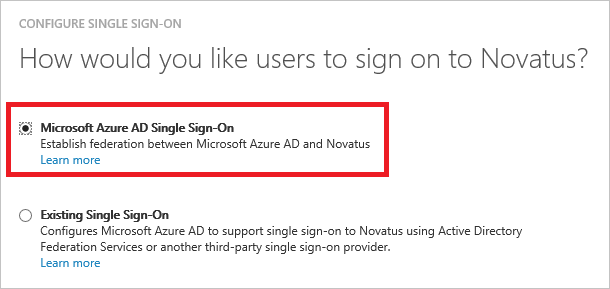 CONFIGURE SINGLE SIGN-ON
How would you like users to sign on to Novatus?
Microsoft Azure AD Single Sign-On
Establish federation between Microsoft Azure AD and Novatus
Learn more
Existing Single Sign-On
Configures Microsoft Azure AD to support single sign-on to Novatus using Active Directory
Federation Services or another third-party single sign-on provider.
Learn more